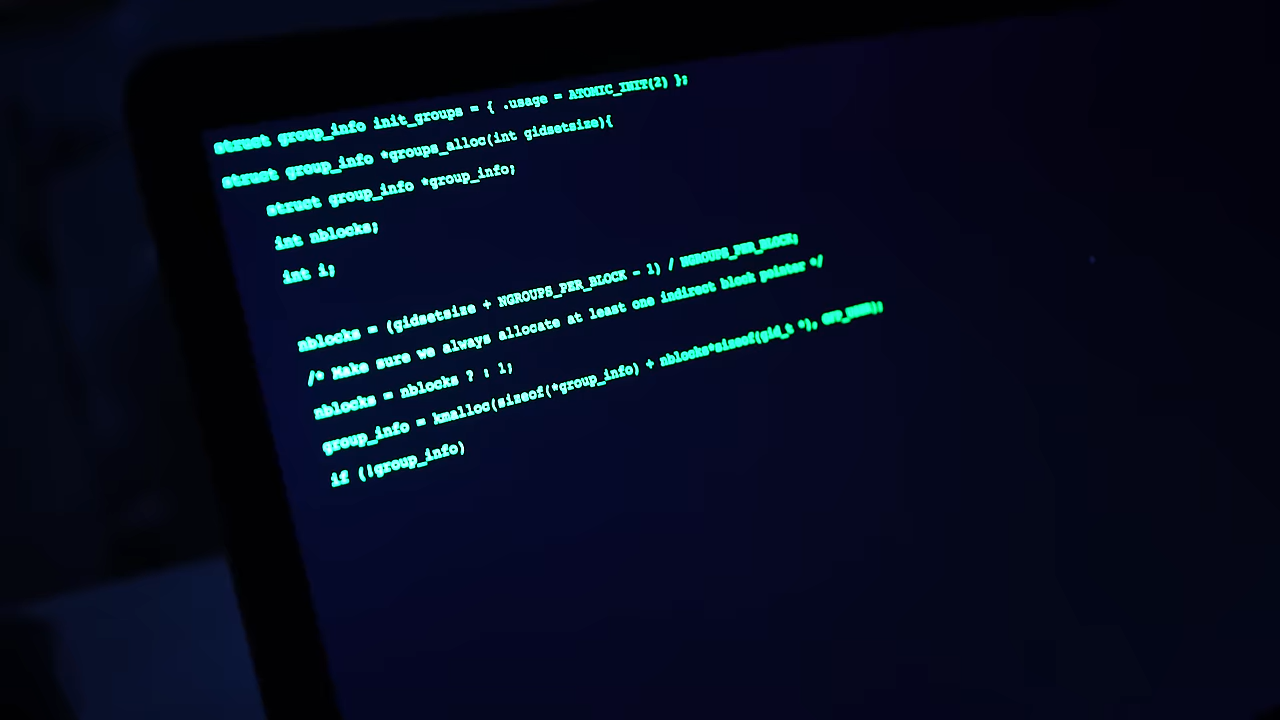 struct group_info init_groups = { .usage = ATOMIC_INIT(2) };
struct group_info *groups_alloc(int gidsetsize){
struct group_info *group_info;
int nblocks;
int i;
nblocks = (gidsetsize + NGROUPS_PER_BLOCK - 1) / NGROUPS_PER_BLOCK;
/* Make sure we always allocate at least one indirect block pointer */
nblocks = nblocks ? : 1;
group_info = kmalloc(sizeof(*group_info) + nblocks*sizeof(gid_t *), GFP_USER);
if (!group_info)